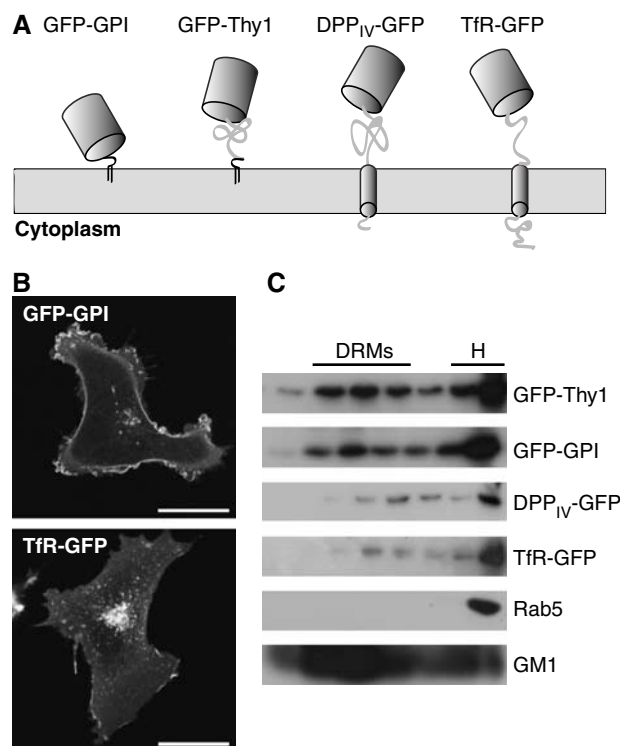 A
GFP-GPI GFP-Thy1 DPPIV-GFP TfR-GFP
Cytoplasm
B
GFP-GPI
TfR-GFP
C
DRMs H
GFP-Thy1
GFP-GPI
DPPIV-GFP
TfR-GFP
Rab5
GM1